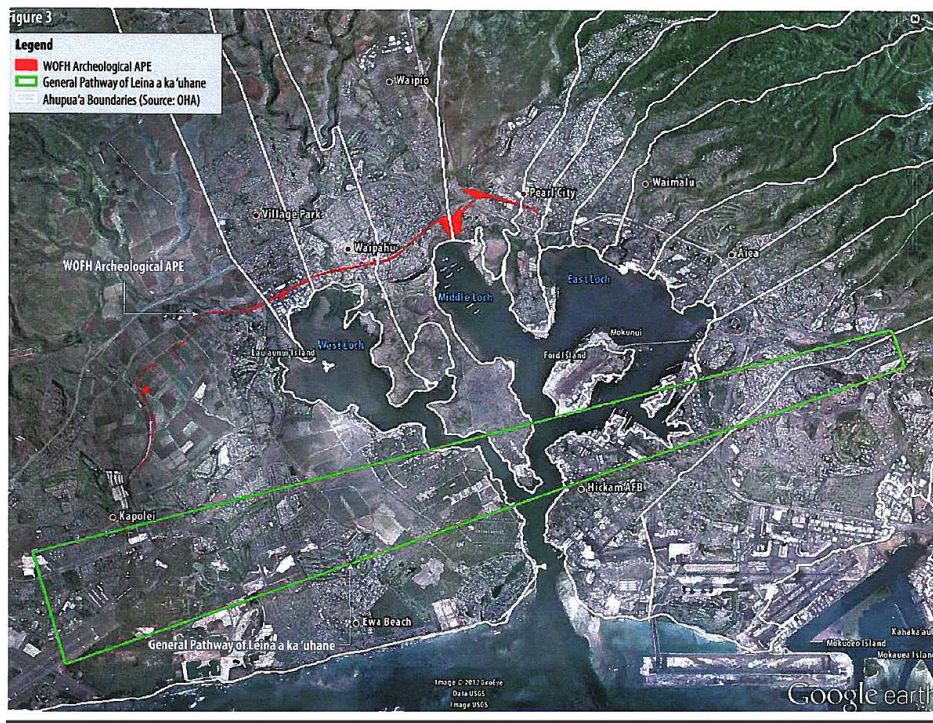 Figure 3
Legend
WOFH Archeological APE
General Pathway of Leina a ka 'uhane
Ahupua'a Boundaries (Source: OHA)
N
Waipio
Pearl City
Waimalu
Village Park
Waipahu
Aiea
WOFH Archeological APE
East Loch
Middle Loch
Mokunui
West Loch
Laulaunui Island
Ford Island
Hickam AFB
Kapolei
Ewa Beach
General Pathway of Leina a ka 'uhane
Mokuoeo Island
Mokauea Island
Image © 2012 GeoEye
Data USGS
Image USGS
Google earth